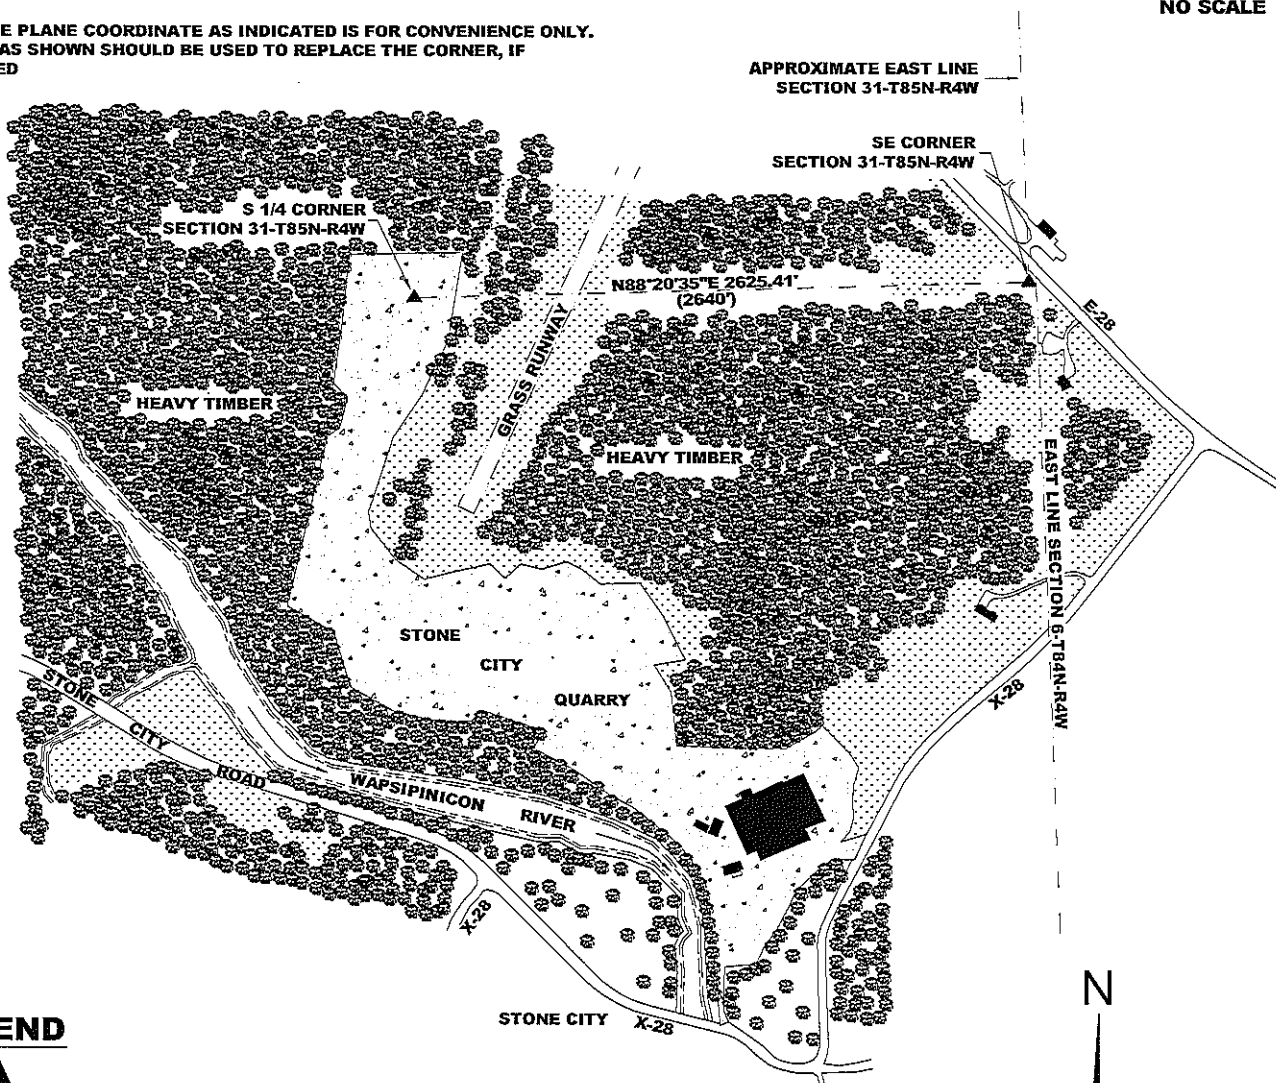 NO SCALE
E PLANE COORDINATE AS INDICATED IS FOR CONVENIENCE ONLY.
AS SHOWN SHOULD BE USED TO REPLACE THE CORNER, IF
ED
APPROXIMATE EAST LINE
SECTION 31-T85N-R4W
SE CORNER
SECTION 31-T85N-R4W
S 1/4 CORNER
SECTION 31-T85N-R4W
N88°20'35"E 2625.41'
(2640')
E-28
GRASS RUNWAY
HEAVY TIMBER
HEAVY TIMBER
EAST LINE SECTION 6-T84N-R4W
STONE
CITY
QUARRY
X-28
STONE
CITY
ROAD
WAPSIPINICON
RIVER
X-28
STONE CITY
X-28
N
END